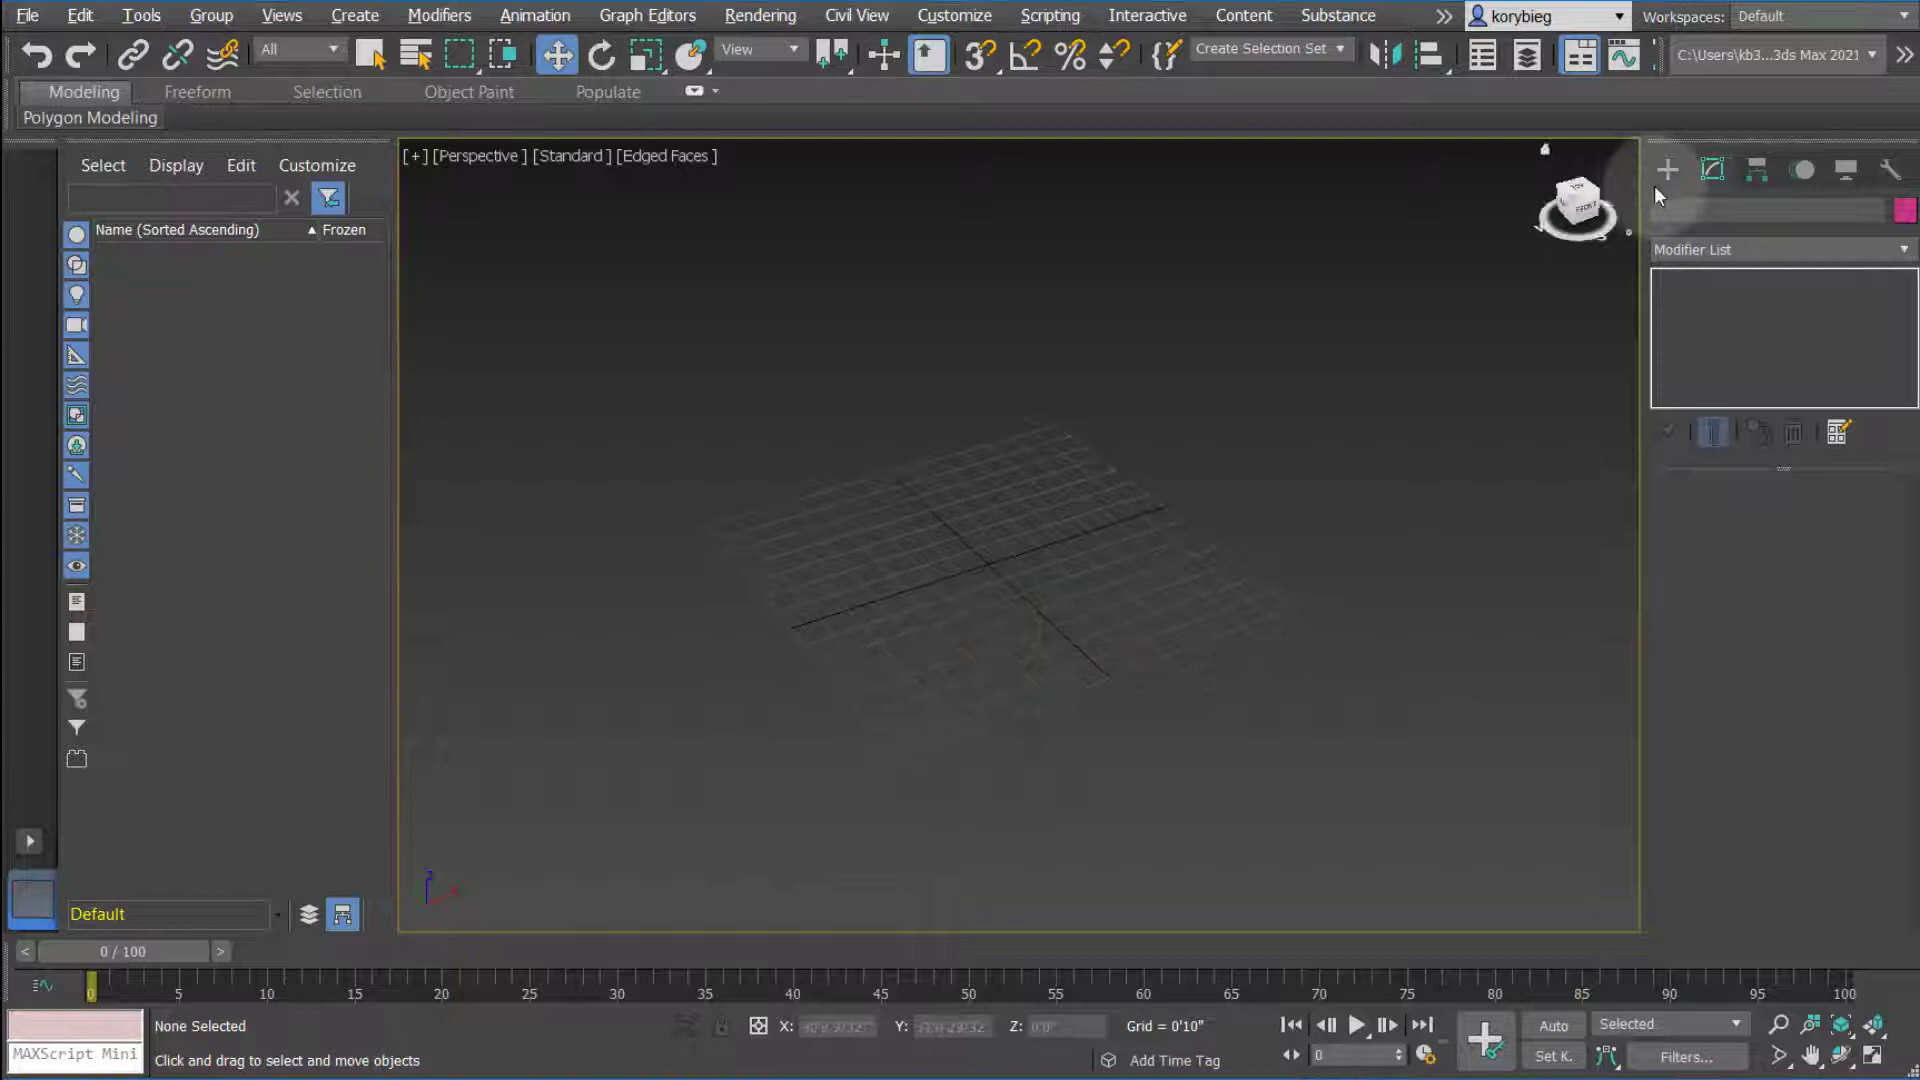 File Edit Tools Group Views Create Modifiers Animation Graph Editors Rendering Civil View Customize Scripting Interactive Content Substance korybieg Workspaces: Default
All View Create Selection Set C:\Users\kb3...3ds Max 2021
Modeling Freeform Selection Object Paint Populate
Polygon Modeling
Select Display Edit Customize
[+] [Perspective ] [Standard ] [Edged Faces ]
Name (Sorted Ascending) Frozen
TOP
FRONT
Modifier List
Default
< 0 / 100 >
0 5 10 15 20 25 30 35 40 45 50 55 60 65 70 75 80 85 90 95 100
None Selected X: Y: Z: 0'0" Grid = 0'10" Auto Selected
MAXScript Mini Click and drag to select and move objects Add Time Tag 0 Set K. Filters...